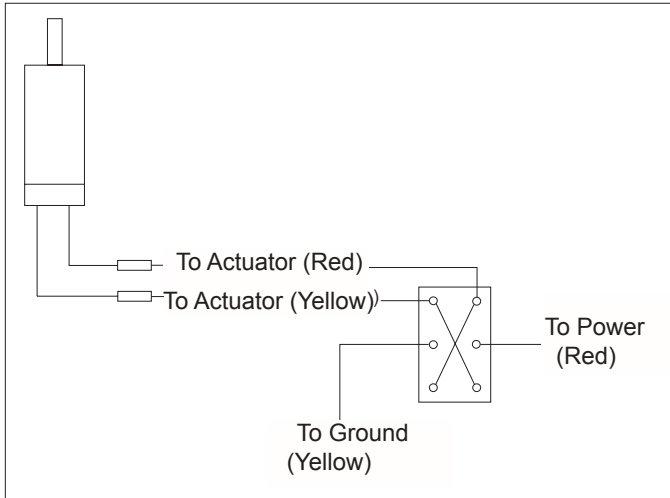 To Actuator (Red)
To Actuator (Yellow))
To Power
(Red)
To Ground
(Yellow)